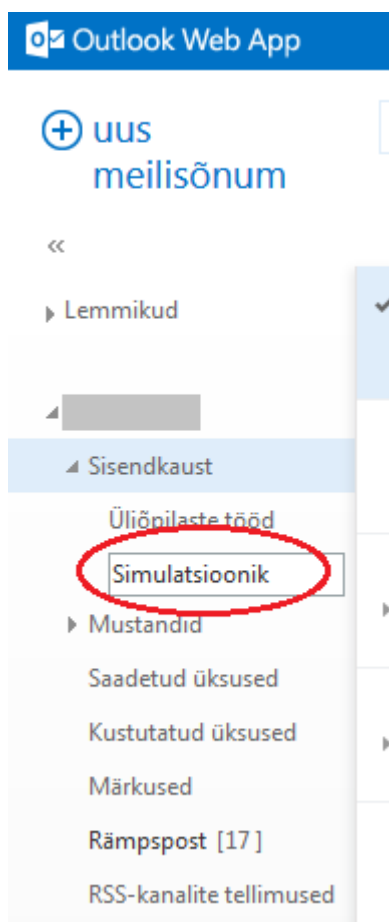 Outlook Web App
uus
meilisõnum
Lemmikud
Sisendkaust
Üliõpilaste tööd
Simulatsioonik
Mustandid
Saadetud üksused
Kustutatud üksused
Märkused
Rämpspost [17]
RSS-kanalite tellimused